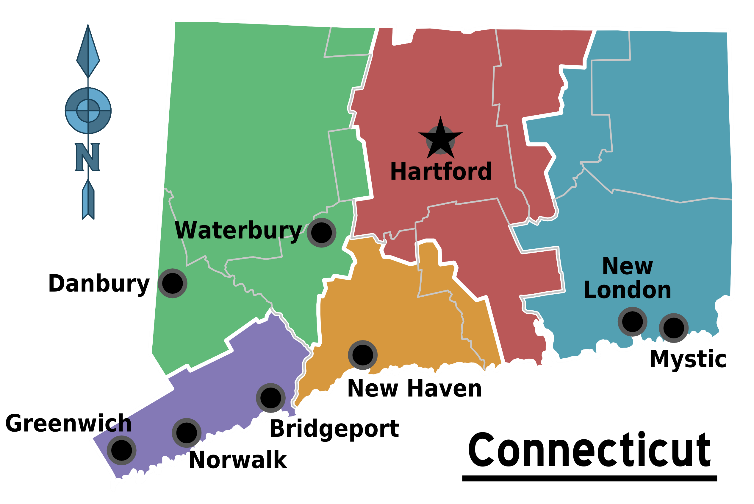 N
Hartford
Waterbury
Danbury
New
London
Mystic
New Haven
Greenwich
Bridgeport
Norwalk
Connecticut